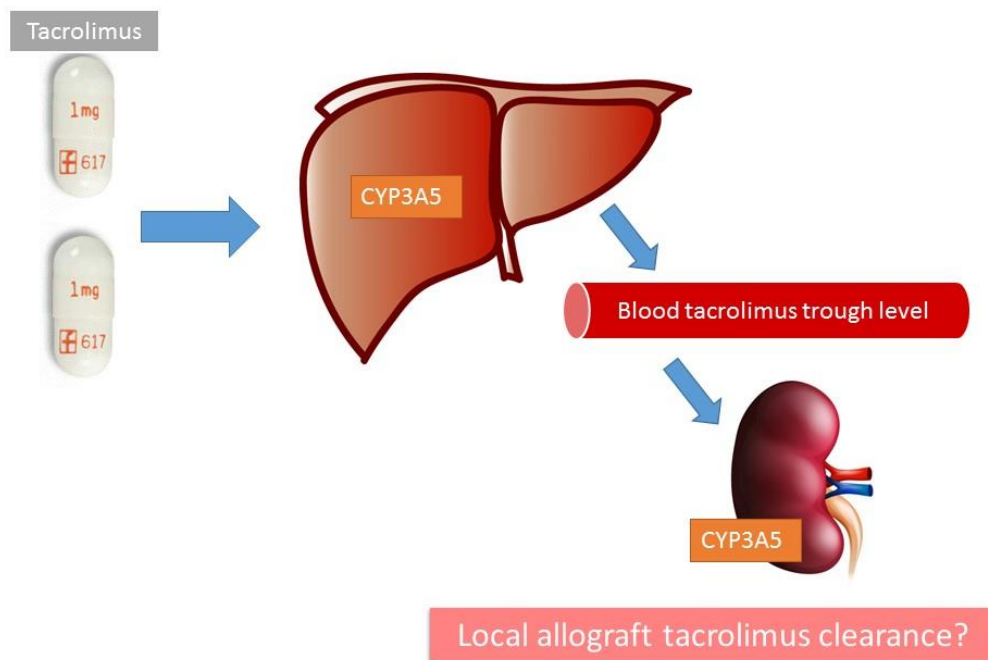 Tacrolimus
1mg
617
1mg
617
CYP3A5
Blood tacrolimus trough level
CYP3A5
Local allograft tacrolimus clearance?